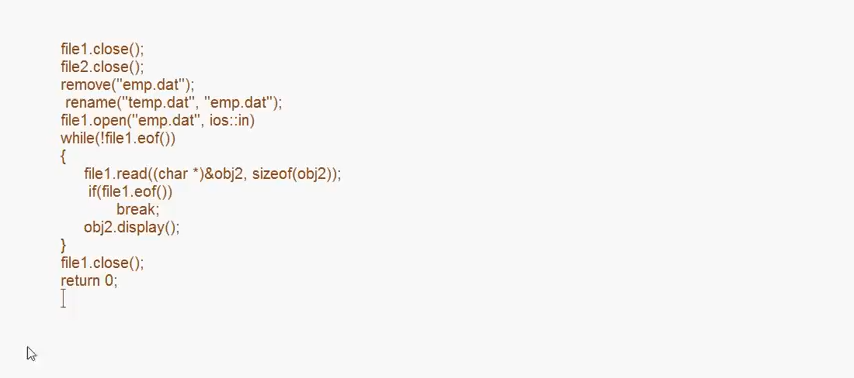 file1.close();
file2.close();
remove("emp.dat");
rename("temp.dat", "emp.dat");
file1.open("emp.dat", ios::in)
while(!file1.eof())
{
file1.read((char *)&obj2, sizeof(obj2));
if(file1.eof())
break;
obj2.display();
}
file1.close();
return 0;